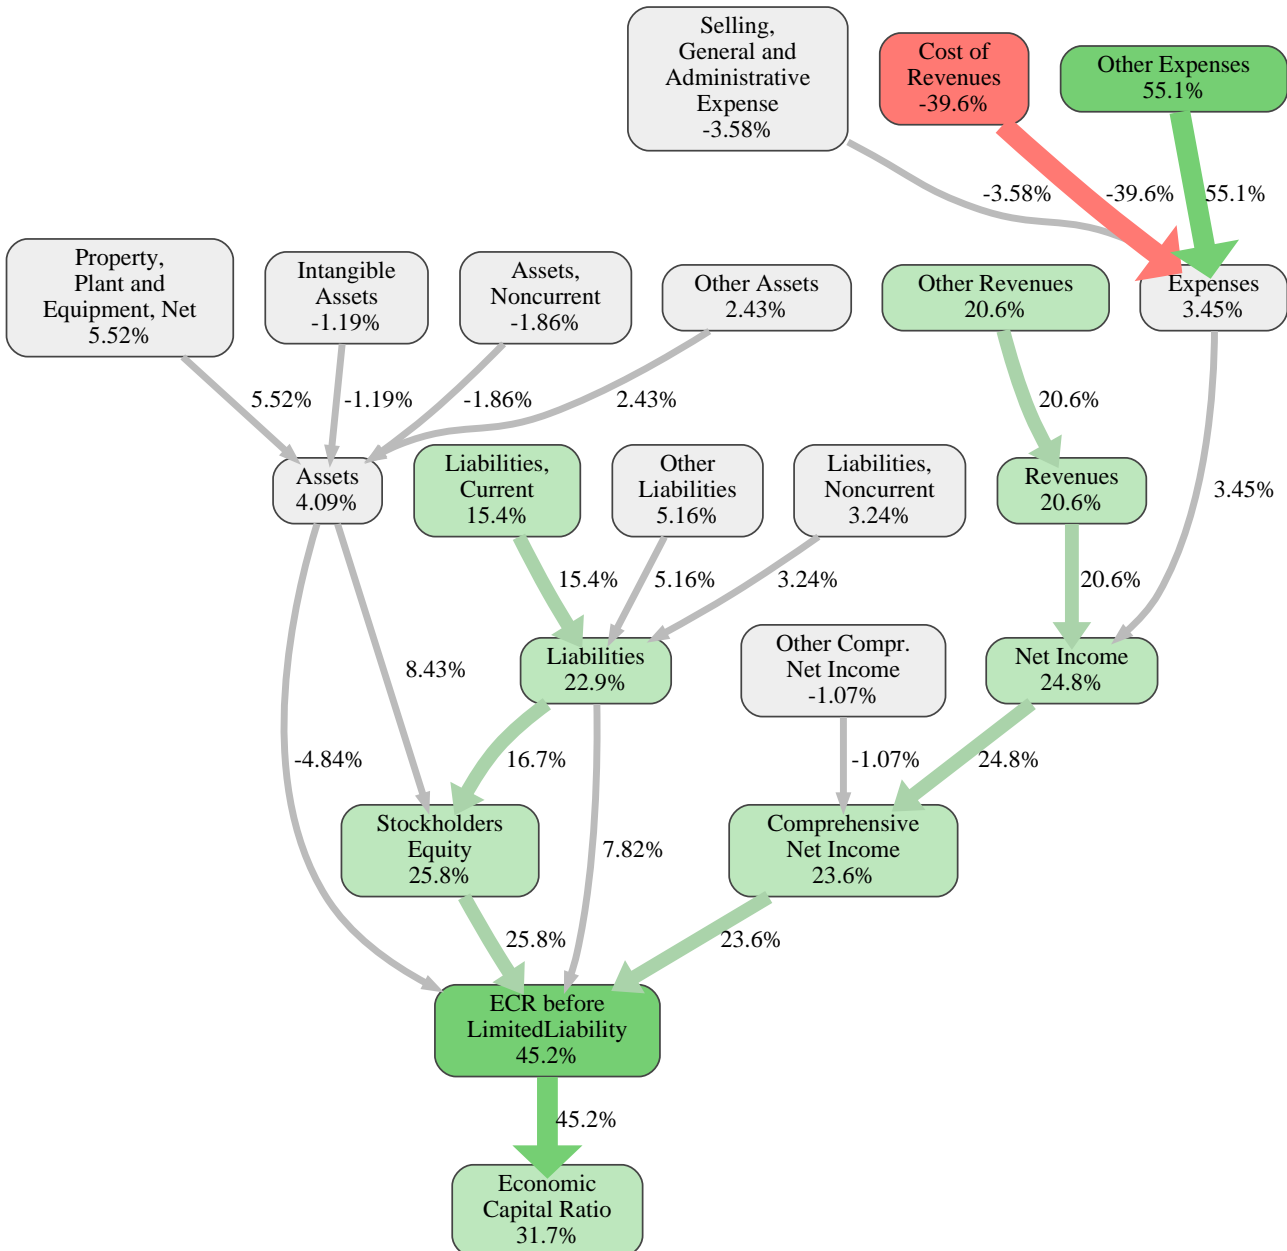 Selling,
General and
Administrative
Expense
-3.58%
Cost of
Revenues
-39.6%
Other Expenses
55.1%
-3.58%
-39.6%
55.1%
Property,
Plant and
Equipment, Net
5.52%
Intangible
Assets
-1.19%
Assets,
Noncurrent
-1.86%
Other Assets
2.43%
Other Revenues
20.6%
Expenses
3.45%
5.52%
-1.19%
-1.86%
2.43%
20.6%
Assets
4.09%
Liabilities,
Current
15.4%
Other
Liabilities
5.16%
Liabilities,
Noncurrent
3.24%
Revenues
20.6%
3.45%
15.4%
5.16%
3.24%
20.6%
Liabilities
22.9%
Other Compr.
Net Income
-1.07%
Net Income
24.8%
8.43%
-4.84%
16.7%
-1.07%
24.8%
Stockholders
Equity
25.8%
7.82%
Comprehensive
Net Income
23.6%
25.8%
23.6%
ECR before
LimitedLiability
45.2%
45.2%
Economic
Capital Ratio
31.7%